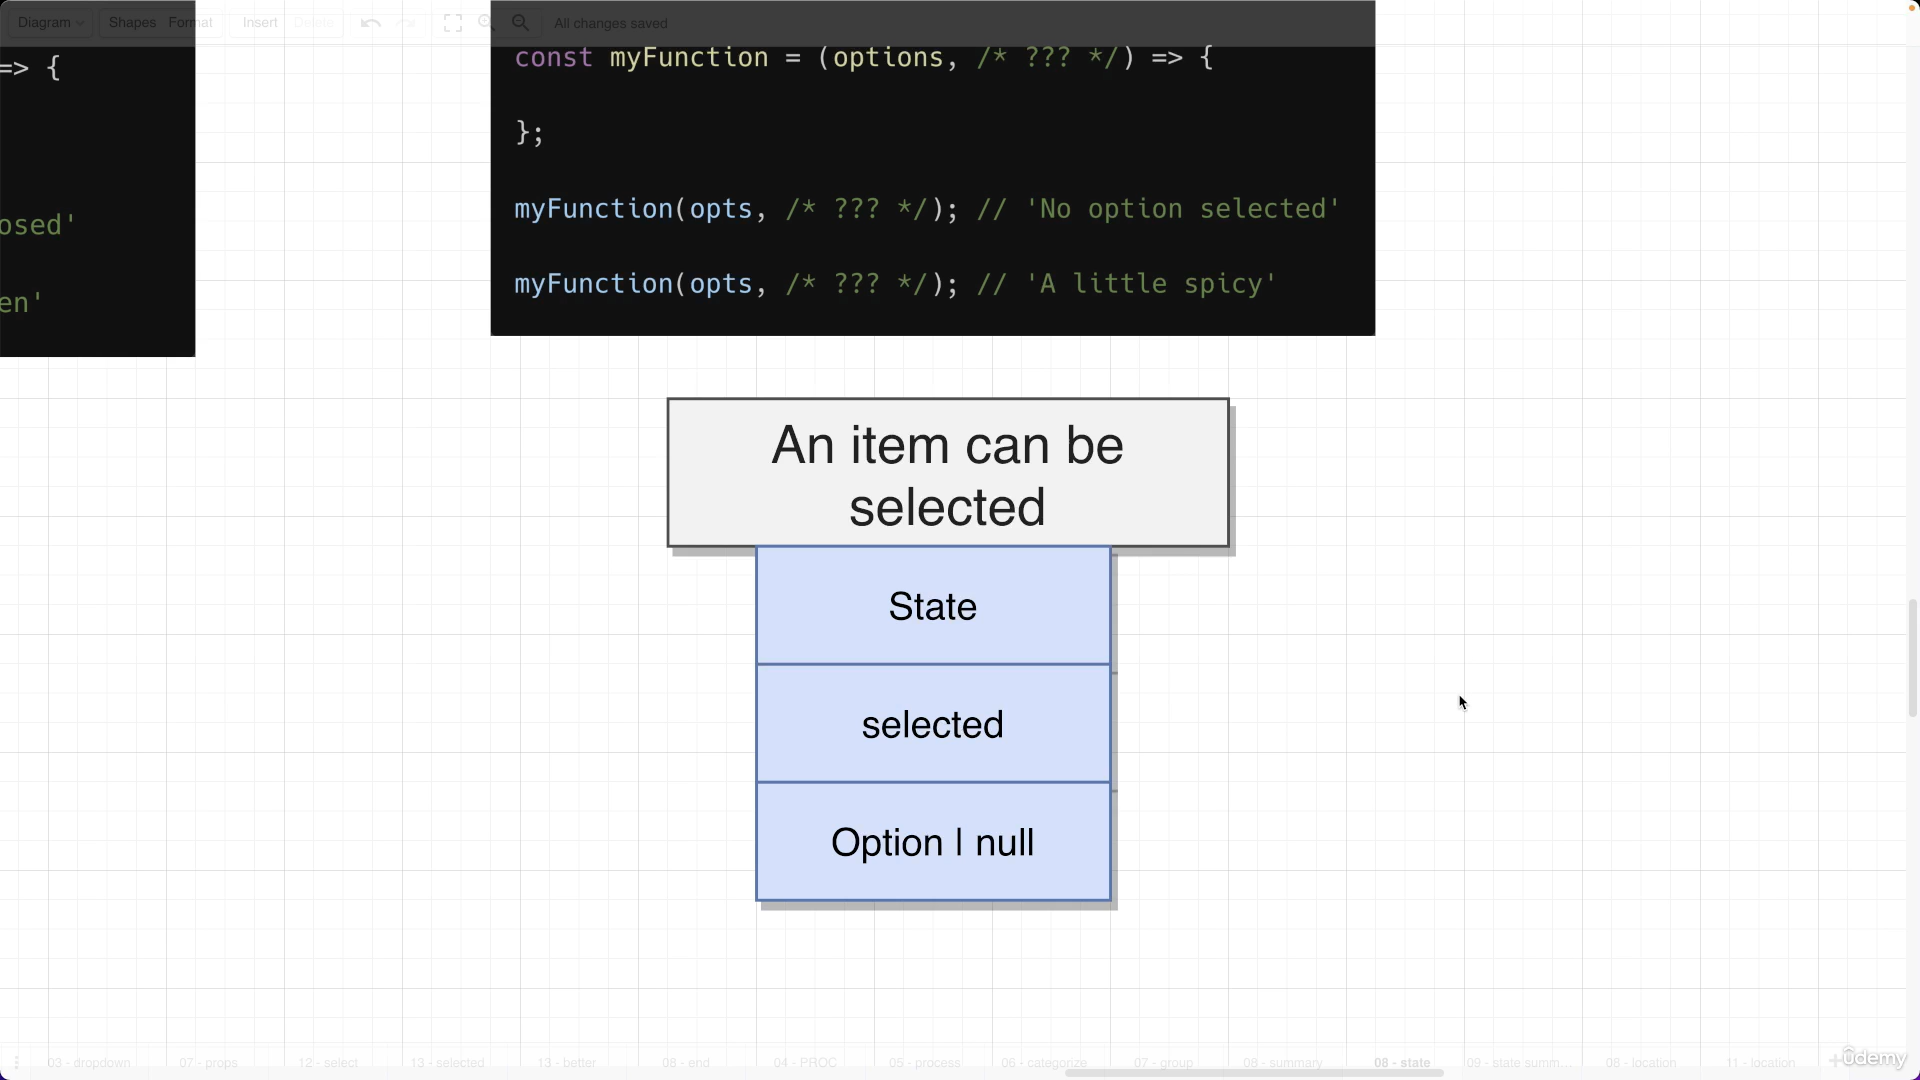 Diagram
Shapes
Format
Insert
Delete
All changes saved
=> {
osed'
en'
const myFunction = (options, /* ??? */) => {
};
myFunction(opts, /* ??? */); // 'No option selected'
myFunction(opts, /* ??? */); // 'A little spicy'
An item can be
selected
State
selected
Option | null
03 - dropdown
07 - props
12 - select
13 - selected
13 - better
08 - end
04 - PROC
05 - process
06 - categorize
07 - group
08 - summary
08 - state
09 - state summ...
08 - location
11 - location
ûdemy